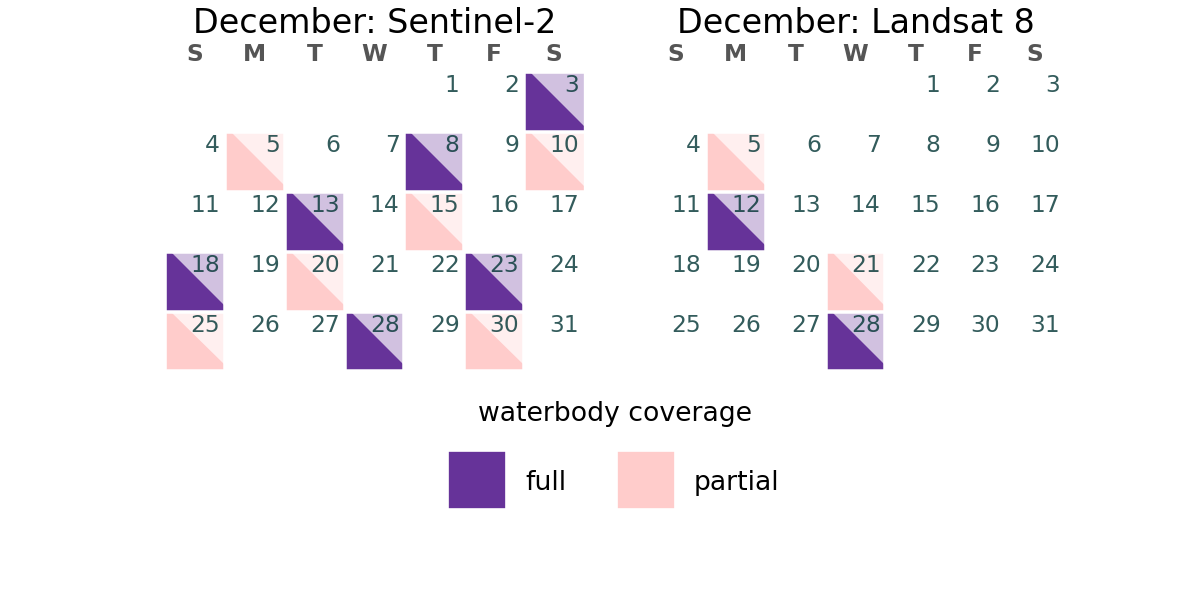 December: Sentinel-2
S M T W T F S
1 2 3
4 5 6 7 8 9 10
11 12 13 14 15 16 17
18 19 20 21 22 23 24
25 26 27 28 29 30 31
December: Landsat 8
S M T W T F S
1 2 3
4 5 6 7 8 9 10
11 12 13 14 15 16 17
18 19 20 21 22 23 24
25 26 27 28 29 30 31
waterbody coverage
full partial